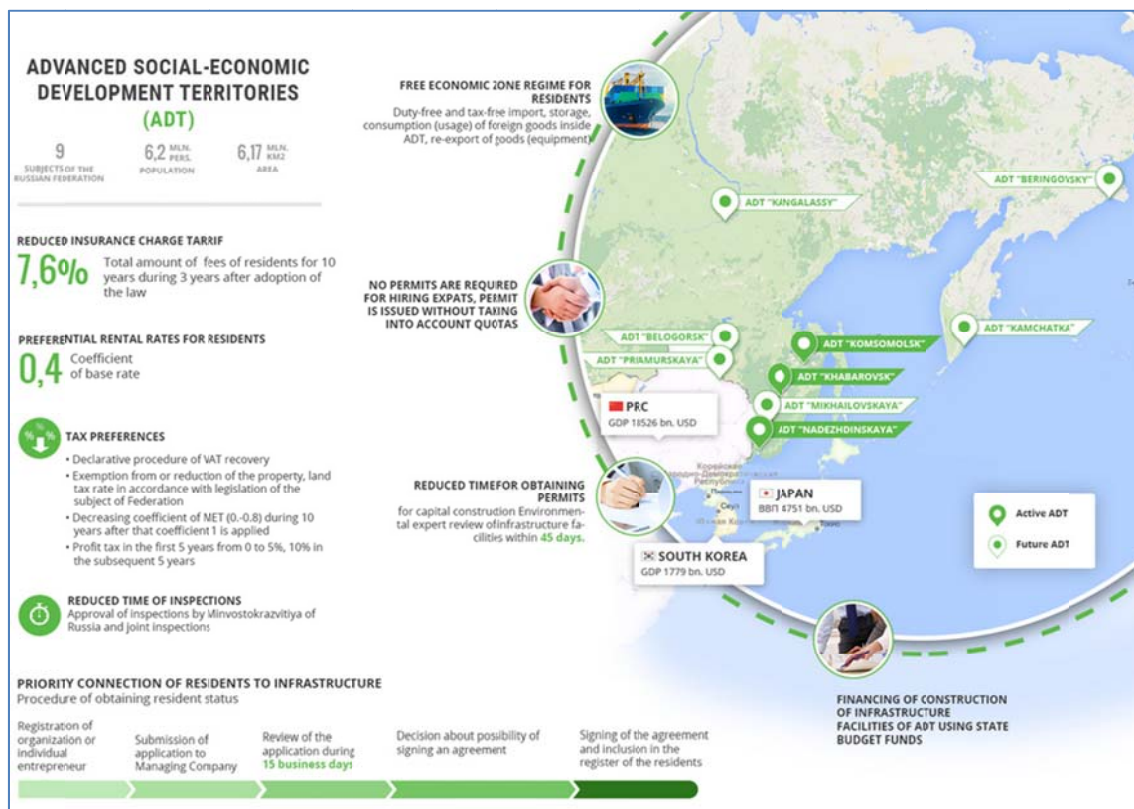 ADVANCED SOCIAL-ECONOMIC
DEVELOPMENT TERRITORIES
(ADT)
9
SUBJECTS OF THE
RUSSIAN FEDERATION
6,2 MLN.
PERS.
POPULATION
6,17 MLN.
KM2
AREA
REDUCED INSURANCE CHARGE TARRIF
7,6%
Total amount of fees of residents for 10
years during 3 years after adoption of
the law
PREFERENTIAL RENTAL RATES FOR RESIDENTS
0,4
Coefficient
of base rate
TAX PREFERENCES
• Declarative procedure of VAT recovery
• Exemption from or reduction of the property, land
tax rate in accordance with legislation of the
subject of Federation
• Decreasing coefficient of MET (0.-0.8) during 10
years after that coefficient 1 is applied
• Profit tax in the first 5 years from 0 to 5%, 10% in
the subsequent 5 years
REDUCED TIME OF INSPECTIONS
Approval of inspections by Minvostokrazvitiya of
Russia and joint inspections
FREE ECONOMIC ZONE REGIME FOR
RESIDENTS
Duty-free and tax-free import, storage,
consumption (usage) of foreign goods inside
ADT, re-export of goods (equipment)
NO PERMITS ARE REQURED
FOR HIRING EXPATS, PERMIT
IS ISSUED WITHOUT TAKING
INTO ACCOUNT QUOTAS
REDUCED TIMEFOR OBTAINING
PERMITS
for capital construction Environmen-
tal expert review of infrastructure fa-
cilities within 45 days.
ADT "KANGALASSY"
ADT "BERINGOVSKY"
ADT "BELOGORSK"
ADT "PRIAMURSKAYA"
ADT "KOMSOMOLSK"
ADT "KAMCHATKA"
ADT "KHABAROVSK"
ADT "MIKHAILOVSKAYA"
ADT "NADEZHDINSKAYA"
PRC
GDP 18526 bn. USD
Корейская
Народно-Демократическая
Республика
Сеул
Южная Корея
Токио
JAPAN
ВВП 4751 bn. USD
SOUTH KOREA
GDP 1779 bn. USD
Active ADT
Future ADT
FINANCING OF CONSTRUCTION
OF INFRASTRUCTURE
FACILITIES OF ADT USING STATE
BUDGET FUNDS
PRIORITY CONNECTION OF RESIDENTS TO INFRASTRUCTURE
Procedure of obtaining resident status
Registration of
organization or
individual
entrepreneur
Submission of
application to
Managing Company
Review of the
application during
15 business days
Decision about possibility of
signing an agreement
Signing of the agreement
and inclusion in the
register of the residents